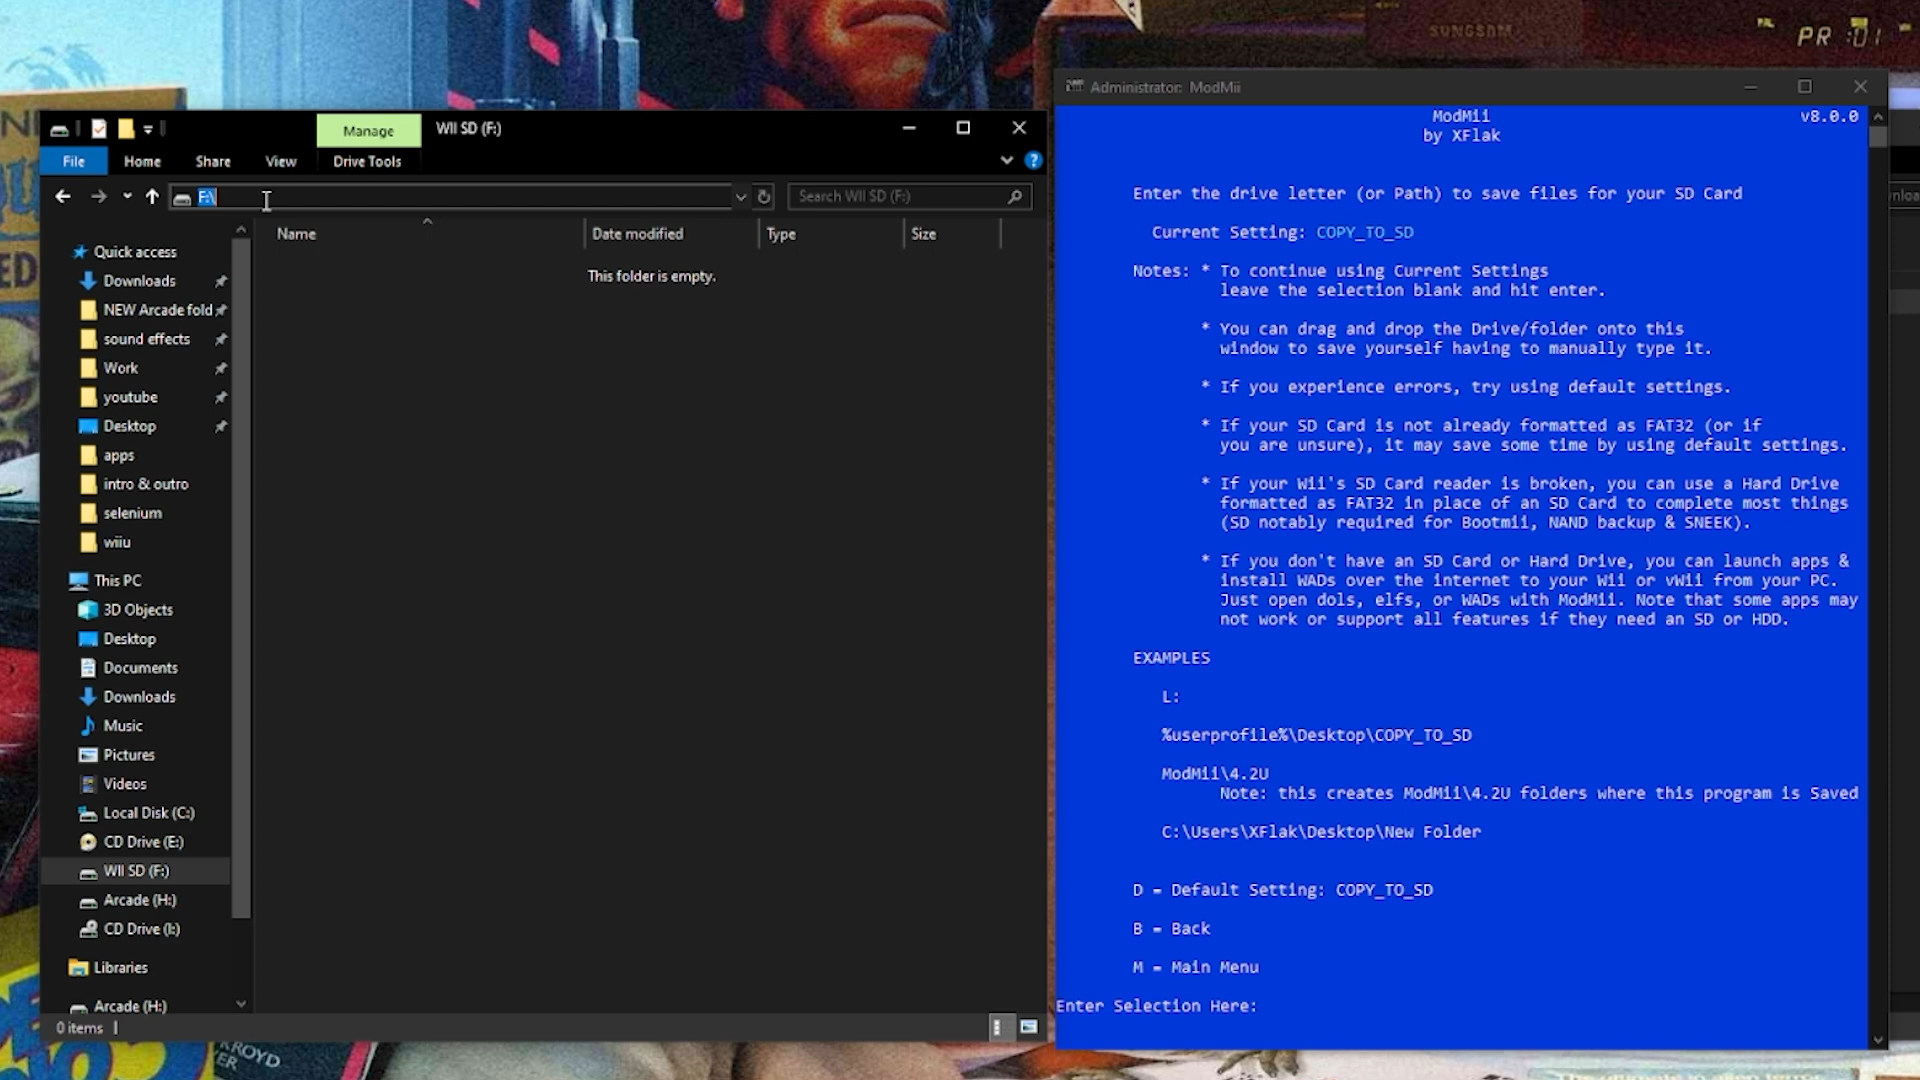 SUNGSAM
PR :01
Manage
WII SD (F:)
File
Home
Share
View
Drive Tools
F:\
Search WII SD (F:)
Name
Date modified
Type
Size
This folder is empty.
Quick access
Downloads
NEW Arcade fold
sound effects
Work
youtube
Desktop
apps
intro & outro
selenium
wiiu
This PC
3D Objects
Desktop
Documents
Downloads
Music
Pictures
Videos
Local Disk (C:)
CD Drive (E:)
WII SD (F:)
Arcade (H:)
CD Drive (I:)
Libraries
Arcade (H:)
0 items
Administrator: ModMii
ModMii
v8.0.0
by XFlak
Enter the drive letter (or Path) to save files for your SD Card
Current Setting: COPY_TO_SD
Notes: * To continue using Current Settings
leave the selection blank and hit enter.
* You can drag and drop the Drive/folder onto this
window to save yourself having to manually type it.
* If you experience errors, try using default settings.
* If your SD Card is not already formatted as FAT32 (or if
you are unsure), it may save some time by using default settings.
* If your Wii's SD Card reader is broken, you can use a Hard Drive
formatted as FAT32 in place of an SD Card to complete most things
(SD notably required for Bootmii, NAND backup & SNEEK).
* If you don't have an SD Card or Hard Drive, you can launch apps &
install WADs over the internet to your Wii or vWii from your PC.
Just open dols, elfs, or WADs with ModMii. Note that some apps may
not work or support all features if they need an SD or HDD.
EXAMPLES
L:
%userprofile%\Desktop\COPY_TO_SD
ModMii\4.2U
Note: this creates ModMii\4.2U folders where this program is Saved
C:\Users\XFlak\Desktop\New Folder
D = Default Setting: COPY_TO_SD
B = Back
M = Main Menu
Enter Selection Here: